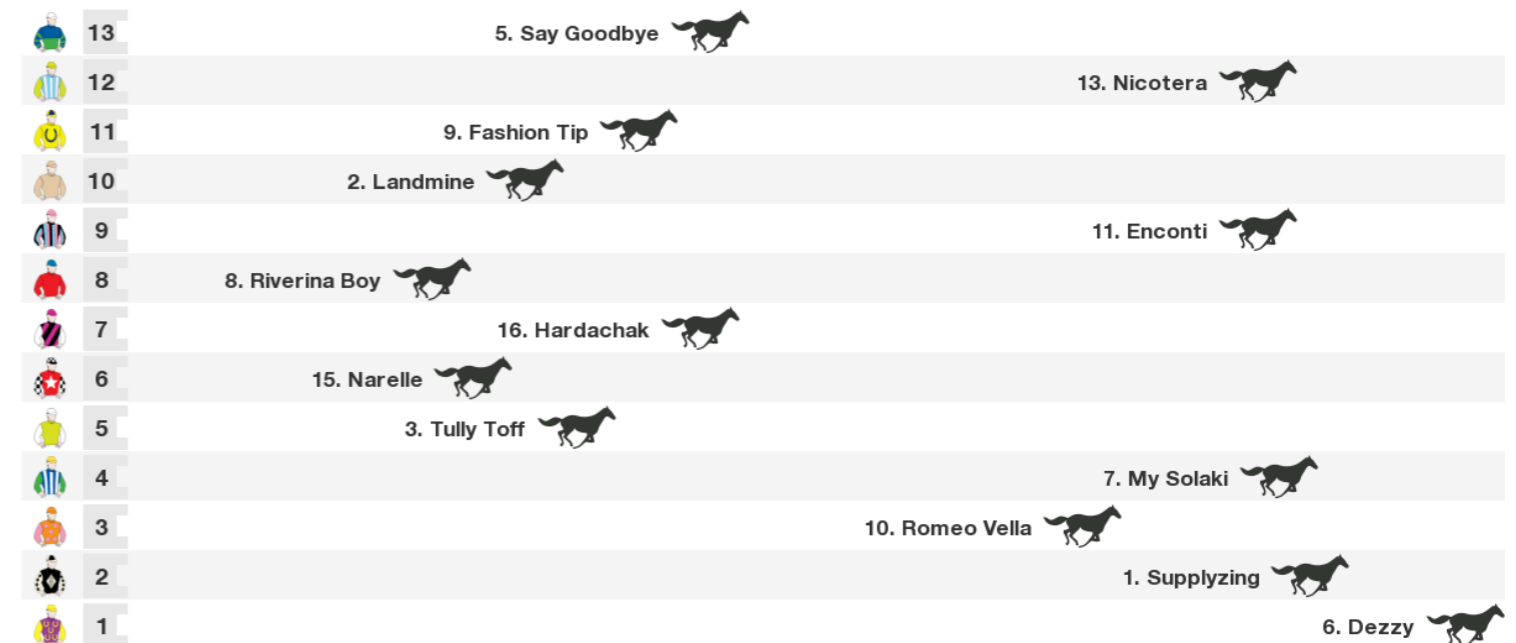 13 5. Say Goodbye
12 13. Nicotera
11 9. Fashion Tip
10 2. Landmine
9 11. Enconti
8 8. Riverina Boy
7 16. Hardachak
6 15. Narelle
5 3. Tully Toff
4 7. My Solaki
3 10. Romeo Vella
2 1. Supplyzing
1 6. Dezzy